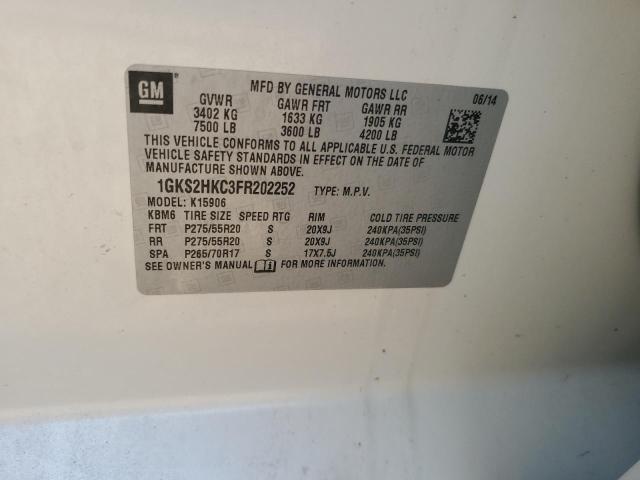 GM
MFD BY GENERAL MOTORS LLC
06/14
GVWR GAWR FRT GAWR RR
3402 KG 1633 KG 1905 KG
7500 LB 3600 LB 4200 LB
THIS VEHICLE CONFORMS TO ALL APPLICABLE U.S. FEDERAL MOTOR
VEHICLE SAFETY STANDARDS IN EFFECT ON THE DATE OF
MANUFACTURE SHOWN ABOVE.
1GKS2HKC3FR202252 TYPE: M.P.V.
MODEL: K15906
KBM6 TIRE SIZE SPEED RTG RIM COLD TIRE PRESSURE
FRT P275/55R20 S 20X9J 240KPA(35PSI)
RR P275/55R20 S 20X9J 240KPA(35PSI)
SPA P265/70R17 S 17X7.5J 240KPA(35PSI)
SEE OWNER'S MANUAL FOR MORE INFORMATION.